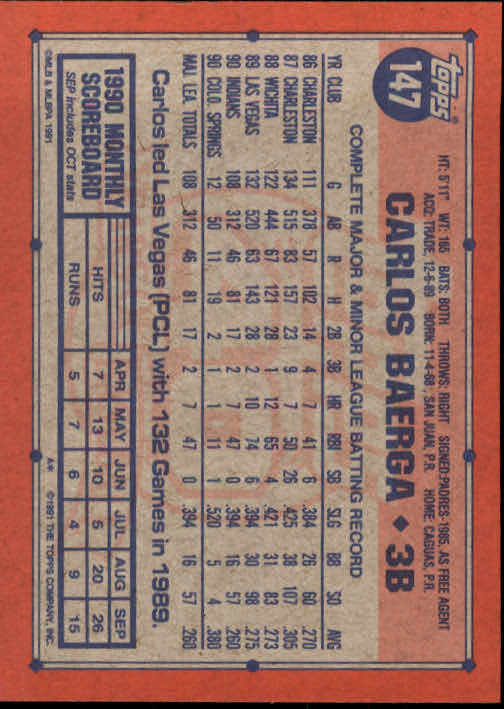 TOPPS®
147
CARLOS BAERGA ◆ 3B
HT: 5'11" WT: 165 BATS: BOTH THROWS: RIGHT SIGNED: PADRES-1985, AS FREE AGENT
ACQ: TRADE, 12-6-89 BORN: 11-4-68, SAN JUAN, P.R. HOME: CAGUAS, P.R.
COMPLETE MAJOR & MINOR LEAGUE BATTING RECORD
YR CLUB G AB R H 2B 3B HR RBI SB SLG BB SO AVG
86 CHARLESTON 111 378 57 102 14 4 7 41 6 .384 26 60 .270
87 CHARLESTON 134 515 83 157 23 9 7 50 26 .425 38 107 .305
88 WICHITA 122 444 67 121 28 1 12 65 4 .421 31 83 .273
89 LAS VEGAS 132 520 63 143 28 2 10 74 6 .394 30 98 .275
90 INDIANS 108 312 46 81 17 2 7 47 0 .394 16 57 .260
90 COLO. SPRINGS 12 50 11 19 2 1 1 11 1 .520 5 4 .380
MAJ. LEA. TOTALS 108 312 46 81 17 2 7 47 0 .394 16 57 .260
Carlos led Las Vegas (PCL) with 132 Games in 1989.
1990 MONTHLY SCOREBOARD
SEP includes OCT stats
APR MAY JUN JUL AUG SEP
HITS 7 13 10 5 20 26
RUNS 5 7 6 4 9 15
©MLB & MLBPA 1991
A* ©1991 THE TOPPS COMPANY, INC.